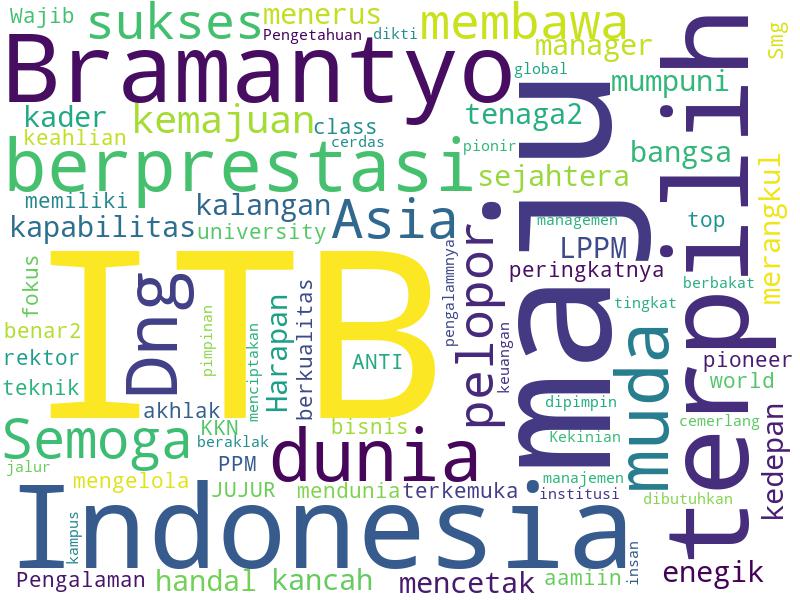 Wajib
sukses
menerus
membawa
Smg
Pengetahuan
dikti
manager
Bramantyo
global
mumpuni
kader
kemajuan
class
tenaga2
keahlian
cerdas
pionir
bangsa
berprestasi
sejahtera
maju
terpilih
merangkul
memiliki
kalangan
Asia
kapabilitas
university
managemen
top
LPPM
peringkatnya
pengalammnya
pelopor
fokus
ITB
Dng
berbakat
tingkat
benar2
pimpinan
menciptakan
Harapan
berkualitas
keuangan
muda
rektor
ANTI
pioneer
teknik
world
akhlak
dipimpin
kedepan
Semoga
KKN
bisnis
cemerlang
beraklak
Kekinian
dunia
jalur
PPM
mengelola
manajemen
JUJUR
mendunia
terkemuka
institusi
dibutuhkan
Indonesia
kampus
insan
Pengalaman
handal
kancah
mencetak
aamiin
enegik